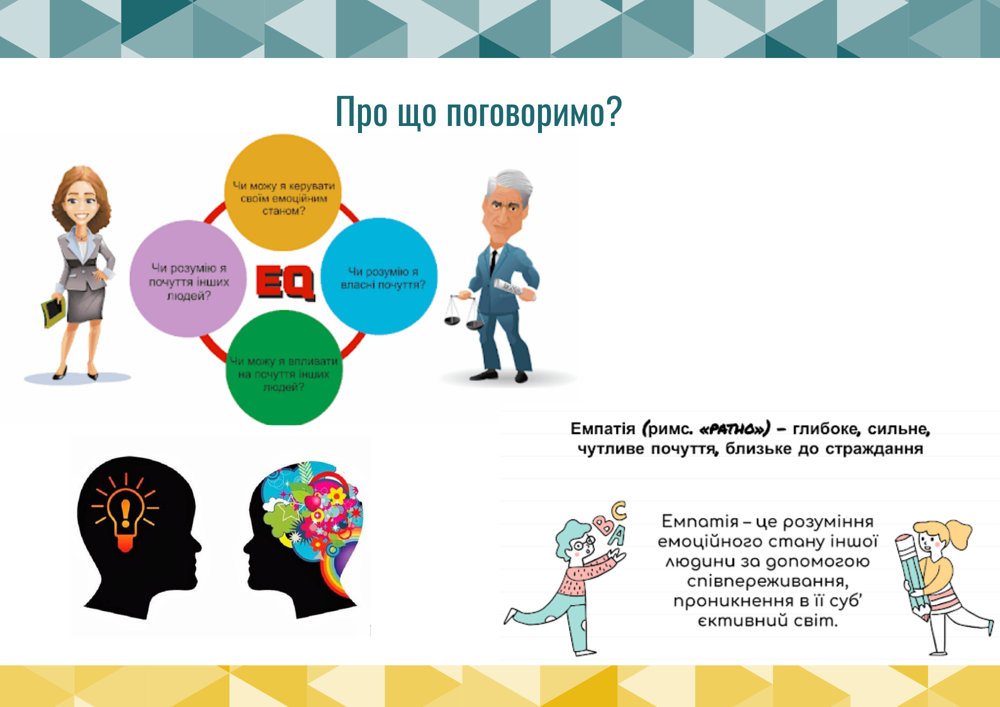 Про що поговоримо?
Чи можу я керувати
своїм емоційним
станом?
Чи розумію я
почуття інших
людей?
EQ
Чи розумію я
власні почуття?
Чи можу я впливати
на почуття інших
людей?
Емпатія (римс. «PATHO») – глибоке, сильне,
чутливе почуття, близьке до страждання
C
B
A
Емпатія – це розуміння
емоційного стану іншої
людини за допомогою
співпереживання,
проникнення в її суб’
єктивний світ.